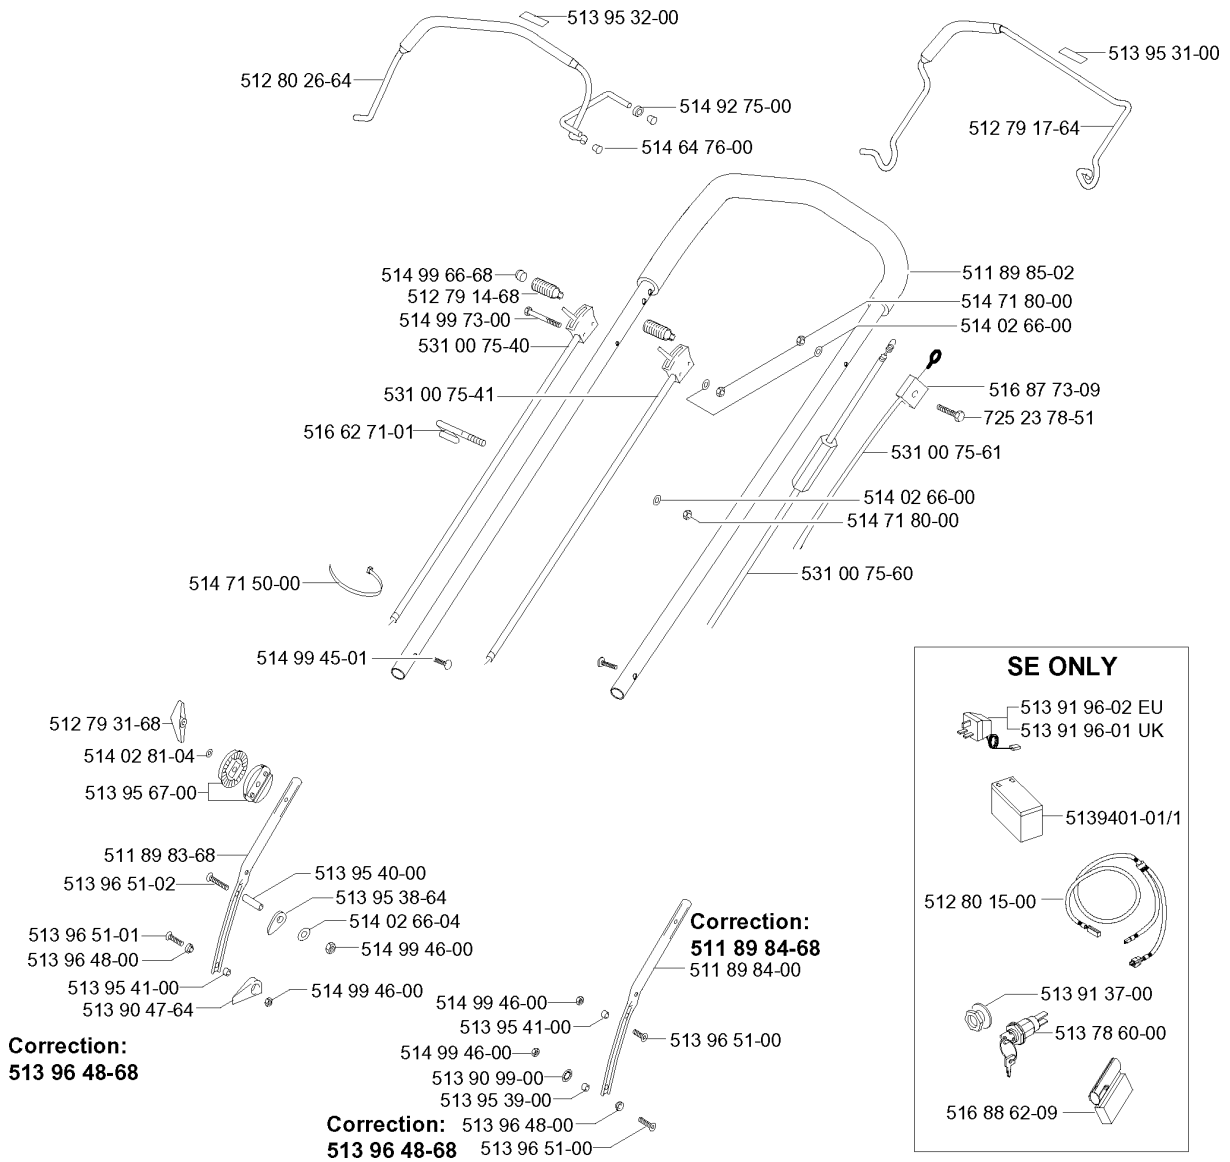 513 95 32-00
513 95 31-00
512 80 26-64
514 92 75-00
512 79 17-64
514 64 76-00
514 99 66-68
511 89 85-02
512 79 14-68
514 71 80-00
514 99 73-00
514 02 66-00
531 00 75-40
531 00 75-41
516 87 73-09
725 23 78-51
516 62 71-01
531 00 75-61
514 02 66-00
514 71 80-00
514 71 50-00
531 00 75-60
514 99 45-01
512 79 31-68
514 02 81-04
513 95 67-00
511 89 83-68
513 96 51-02
513 95 40-00
513 95 38-64
514 02 66-04
513 96 51-01
514 99 46-00
513 96 48-00
513 95 41-00
514 99 46-00
513 90 47-64
Correction:
513 96 48-68
Correction:
511 89 84-68
511 89 84-00
514 99 46-00
513 95 41-00
513 96 51-00
514 99 46-00
513 90 99-00
513 95 39-00
Correction:
513 96 48-68
513 96 48-00
513 96 51-00
SE ONLY
513 91 96-02 EU
513 91 96-01 UK
5139401-01/1
512 80 15-00
513 91 37-00
513 78 60-00
516 88 62-09